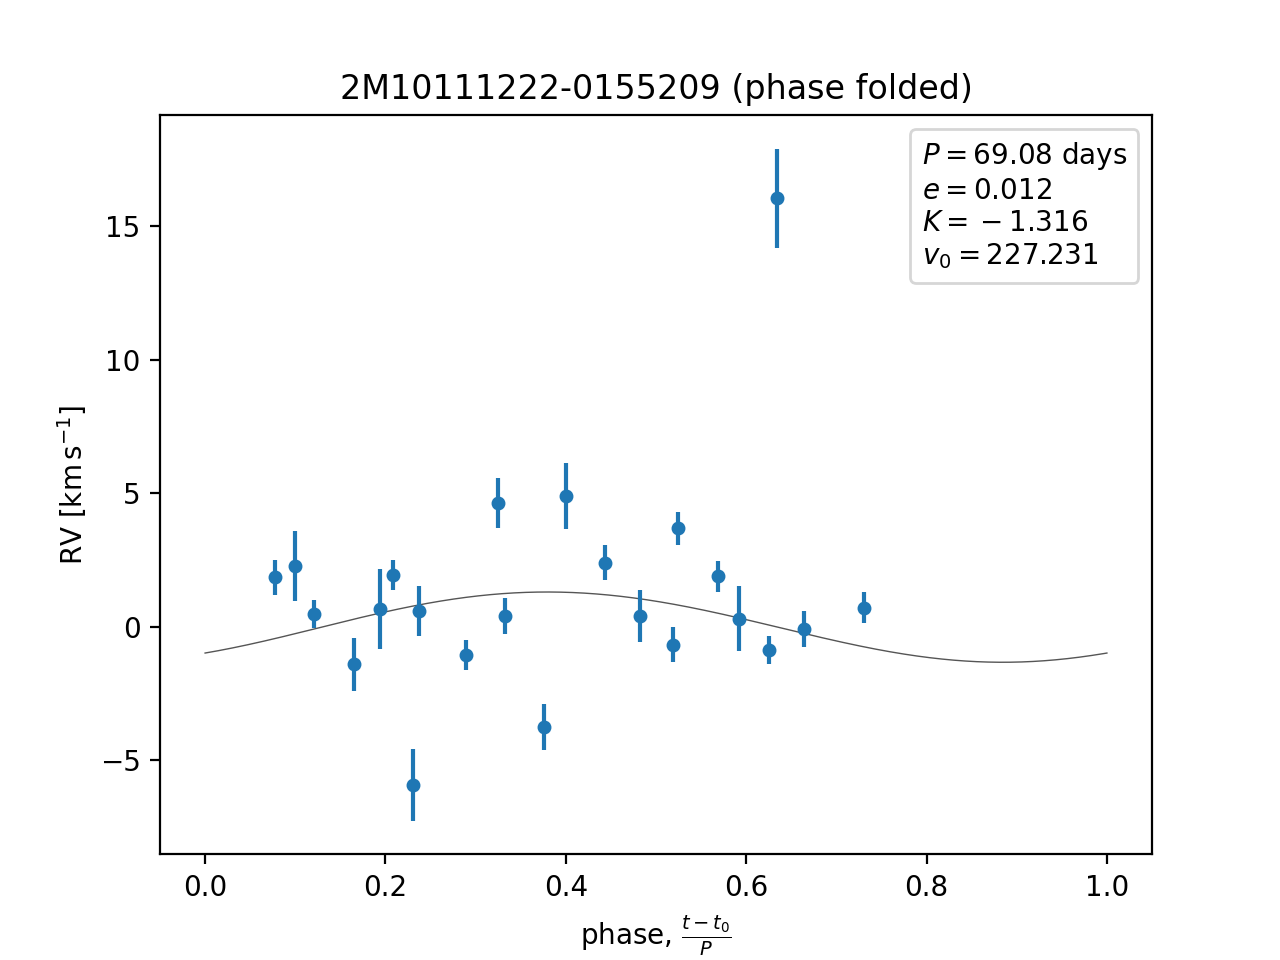 2M10111222-0155209 (phase folded)
P = 69.08 days
e = 0.012
K = −1.316
v₀ = 227.231
RV [km s⁻¹]
15
10
5
0
−5
0.0 0.2 0.4 0.6 0.8 1.0
phase, (t − t₀)/P